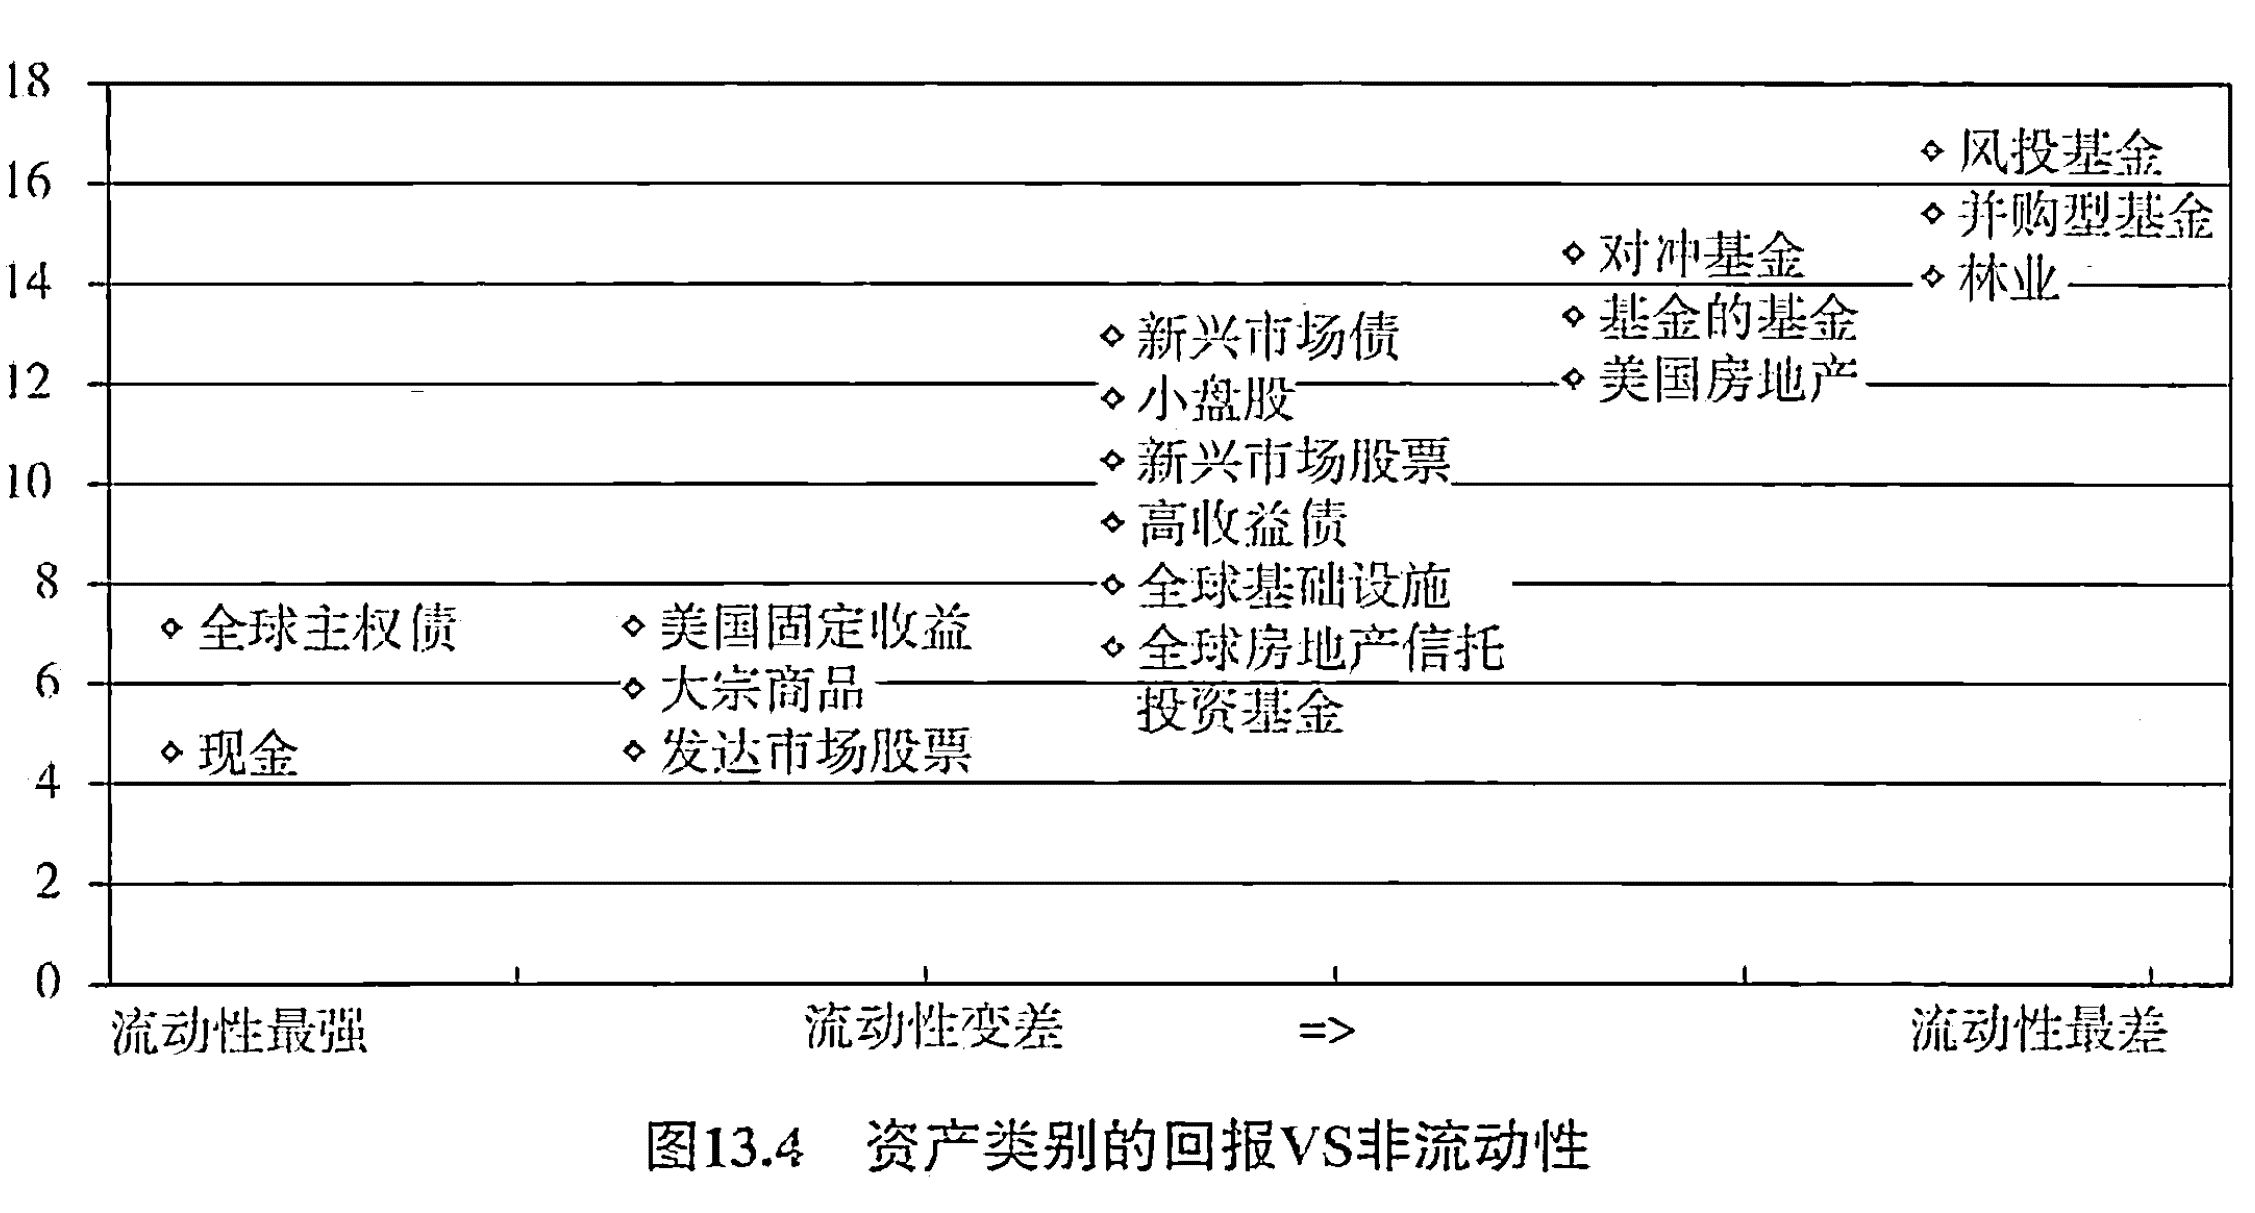 18
16
14
12
10
8
6
4
2
0
风投基金
并购型基金
林业
对冲基金
基金的基金
美国房地产
新兴市场债
小盘股
新兴市场股票
高收益债
全球基础设施
全球房地产信托
投资基金
美国固定收益
大宗商品
发达市场股票
全球主权债
现金
流动性最强 流动性变差 => 流动性最差
图13.4 资产类别的回报VS非流动性